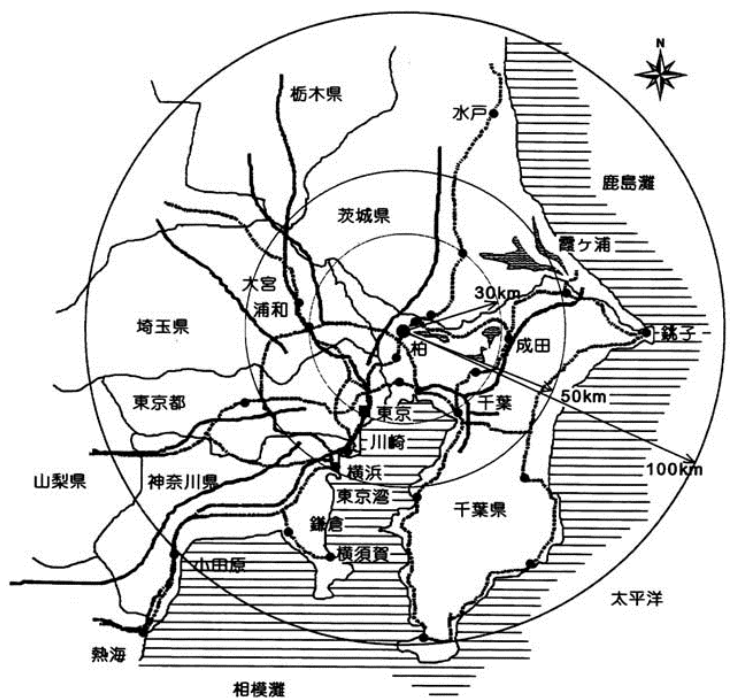 N
栃木県
水戸
鹿島灘
茨城県
霞ヶ浦
大宮
浦和
30km
埼玉県
柏
成田
銚子
東京都
東京
千葉
50km
川崎
100km
山梨県
神奈川県
横浜
東京湾
千葉県
鎌倉
小田原
横須賀
太平洋
熱海
相模灘